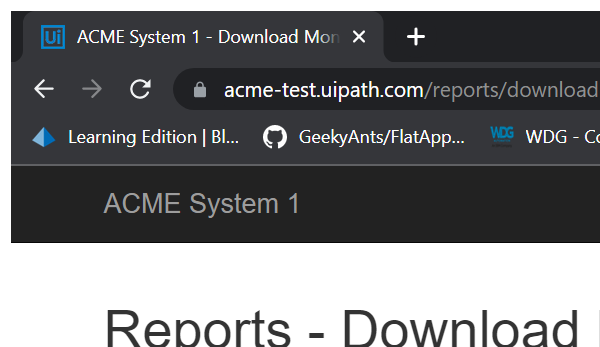 Ui ACME System 1 - Download Mon
acme-test.uipath.com/reports/download
Learning Edition | Bl... GeekyAnts/FlatApp... WDG WDG - Co
ACME System 1
Reports - Download